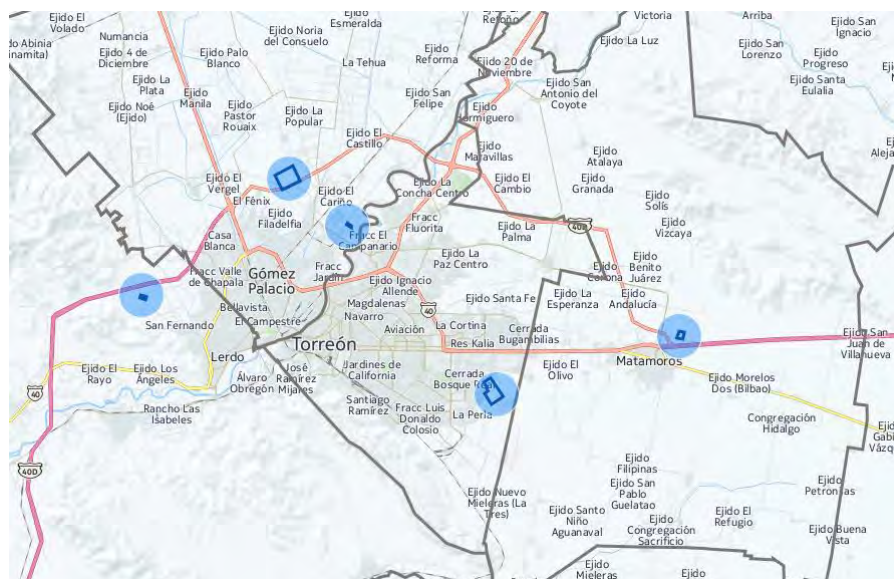 Ejido El
Volado
Numancia
Ejido Noria
del Consuelo
Ejido
Esmeralda
Ejido
Victoria
Ejido
Arriba
Ejido San
Ignacio
Ejido 4 de
Diciembre
Ejido Palo
Blanco
La Tehua
Ejido
Reforma
Ejido La Luz
Ejido San
Lorenzo
Ejido
Progreso
Ejido La
Plata
Ejido 20 de
Noviembre
Ejido Santa
Eulalia
Ejido
Manila
Ejido San
Felipe
Ejido San
Antonio del
Coyote
Ejido Noé
(Ejido)
Ejido
Pastor
Rouaix
Ejido La
Popular
Ejido
Ejido El
Castillo
Ejido
Maravillas
Ejido
Atalaya
Ejido El
Vergel
El Fénix
Ejido El
Cariño
Ejido La
Concha Centro
Ejido El
Cambio
Ejido
Granada
Ejido
Solís
Ejido
Filadelfia
Fracc El
Campanario
Fracc
Fluorita
Ejido La
Palma
40D
Ejido
Vizcaya
Casa
Blanca
Ejido La
Paz Centro
Ejido
Benito
Juárez
Fracc Valle
de Chapala
Gómez
Palacio
Fracc
Jardín
Ejido Ignacio
Allende
Ejido
Corona
Bellavista
Magdalenas
Ejido Santa Fe
Ejido La
Esperanza
Ejido
Andalucía
San Fernando
El Campestre
Navarro
40
Aviación
La Cortina
Cerrada
Bugambilias
Ejido San
Juan de
Villanueva
Torreón
Res Kalia
Lerdo
Matamoros
Ejido El
Rayo
Ejido Los
Ángeles
Álvaro
Obregón
José
Ramírez
Mijares
Jardines de
California
Cerrada
Bosque Real
Ejido El
Olivo
Ejido Morelos
Dos (Bilbao)
40
Rancho Las
Isabeles
Santiago
Ramírez
Fracc Luis
Donaldo
Colosio
La Perla
Congregación
Hidalgo
40D
Ejido
Filipinas
Ejido San
Pablo
Guelatao
Ejido Nuevo
Mieleras (La
Tres)
Ejido Santo
Niño
Aguanaval
Ejido
Congregación
Sacrificio
Ejido El
Refugio
Ejido
Petronilas
Ejido Buena
Vista
Ejido
Mieleras
Ejido